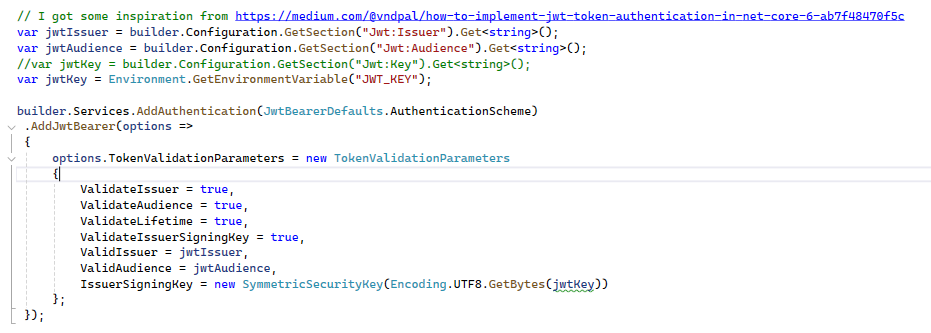 // I got some inspiration from https://medium.com/@vndpal/how-to-implement-jwt-token-authentication-in-net-core-6-ab7f48470f5c
var jwtIssuer = builder.Configuration.GetSection("Jwt:Issuer").Get<string>();
var jwtAudience = builder.Configuration.GetSection("Jwt:Audience").Get<string>();
//var jwtKey = builder.Configuration.GetSection("Jwt:Key").Get<string>();
var jwtKey = Environment.GetEnvironmentVariable("JWT_KEY");

builder.Services.AddAuthentication(JwtBearerDefaults.AuthenticationScheme)
 .AddJwtBearer(options =>
 {
     options.TokenValidationParameters = new TokenValidationParameters
     {
         ValidateIssuer = true,
         ValidateAudience = true,
         ValidateLifetime = true,
         ValidateIssuerSigningKey = true,
         ValidIssuer = jwtIssuer,
         ValidAudience = jwtAudience,
         IssuerSigningKey = new SymmetricSecurityKey(Encoding.UTF8.GetBytes(jwtKey))
     };
 });